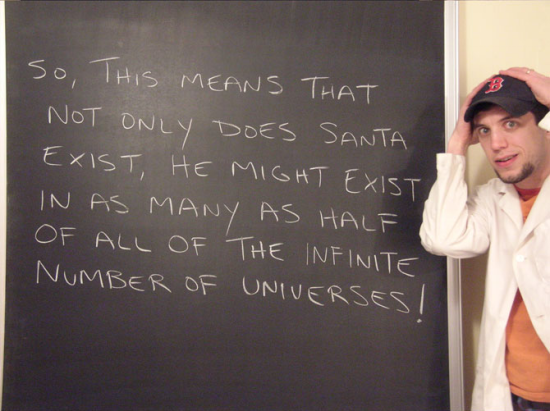 SO, THIS MEANS THAT
NOT ONLY DOES SANTA
EXIST, HE MIGHT EXIST
IN AS MANY AS HALF
OF ALL OF THE INFINITE
NUMBER OF UNIVERSES!
B